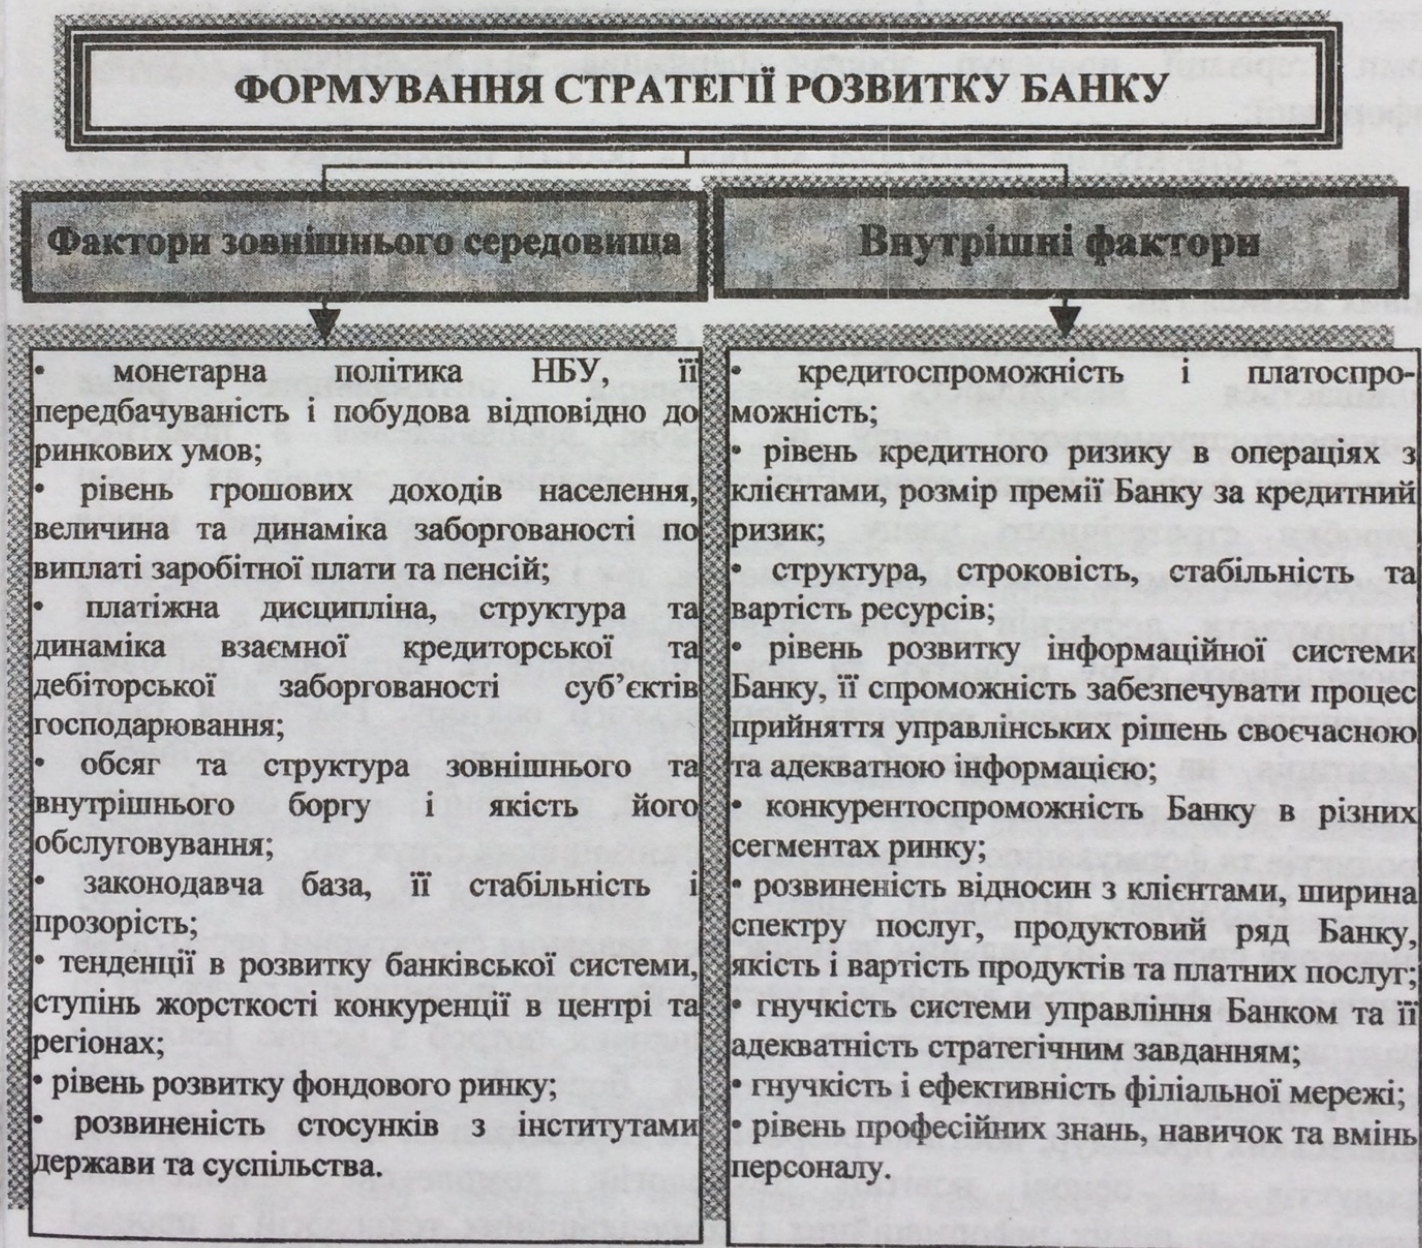 ФОРМУВАННЯ СТРАТЕГІЇ РОЗВИТКУ БАНКУ
Фактори зовнішнього середовища
• монетарна політика НБУ, її
передбачуваність і побудова відповідно до
ринкових умов;
• рівень грошових доходів населення,
величина та динаміка заборгованості по
виплаті заробітної плати та пенсій;
• платіжна дисципліна, структура та
динаміка взаємної кредиторської та
дебіторської заборгованості суб’єктів
господарювання;
• обсяг та структура зовнішнього та
внутрішнього боргу і якість його
обслуговування;
• законодавча база, її стабільність і
прозорість;
• тенденції в розвитку банківської системи,
ступінь жорсткості конкуренції в центрі та
регіонах;
• рівень розвитку фондового ринку;
• розвиненість стосунків з інститутами
держави та суспільства.
Внутрішні фактори
• кредитоспроможність і платоспро-
можність;
• рівень кредитного ризику в операціях з
клієнтами, розмір премії Банку за кредитний
ризик;
• структура, строковість, стабільність та
вартість ресурсів;
• рівень розвитку інформаційної системи
Банку, її спроможність забезпечувати процес
прийняття управлінських рішень своєчасною
та адекватною інформацією;
• конкурентоспроможність Банку в різних
сегментах ринку;
• розвиненість відносин з клієнтами, ширина
спектру послуг, продуктовий ряд Банку,
якість і вартість продуктів та платних послуг;
• гнучкість системи управління Банком та її
адекватність стратегічним завданням;
• гнучкість і ефективність філіальної мережі;
• рівень професійних знань, навичок та вмінь
персоналу.